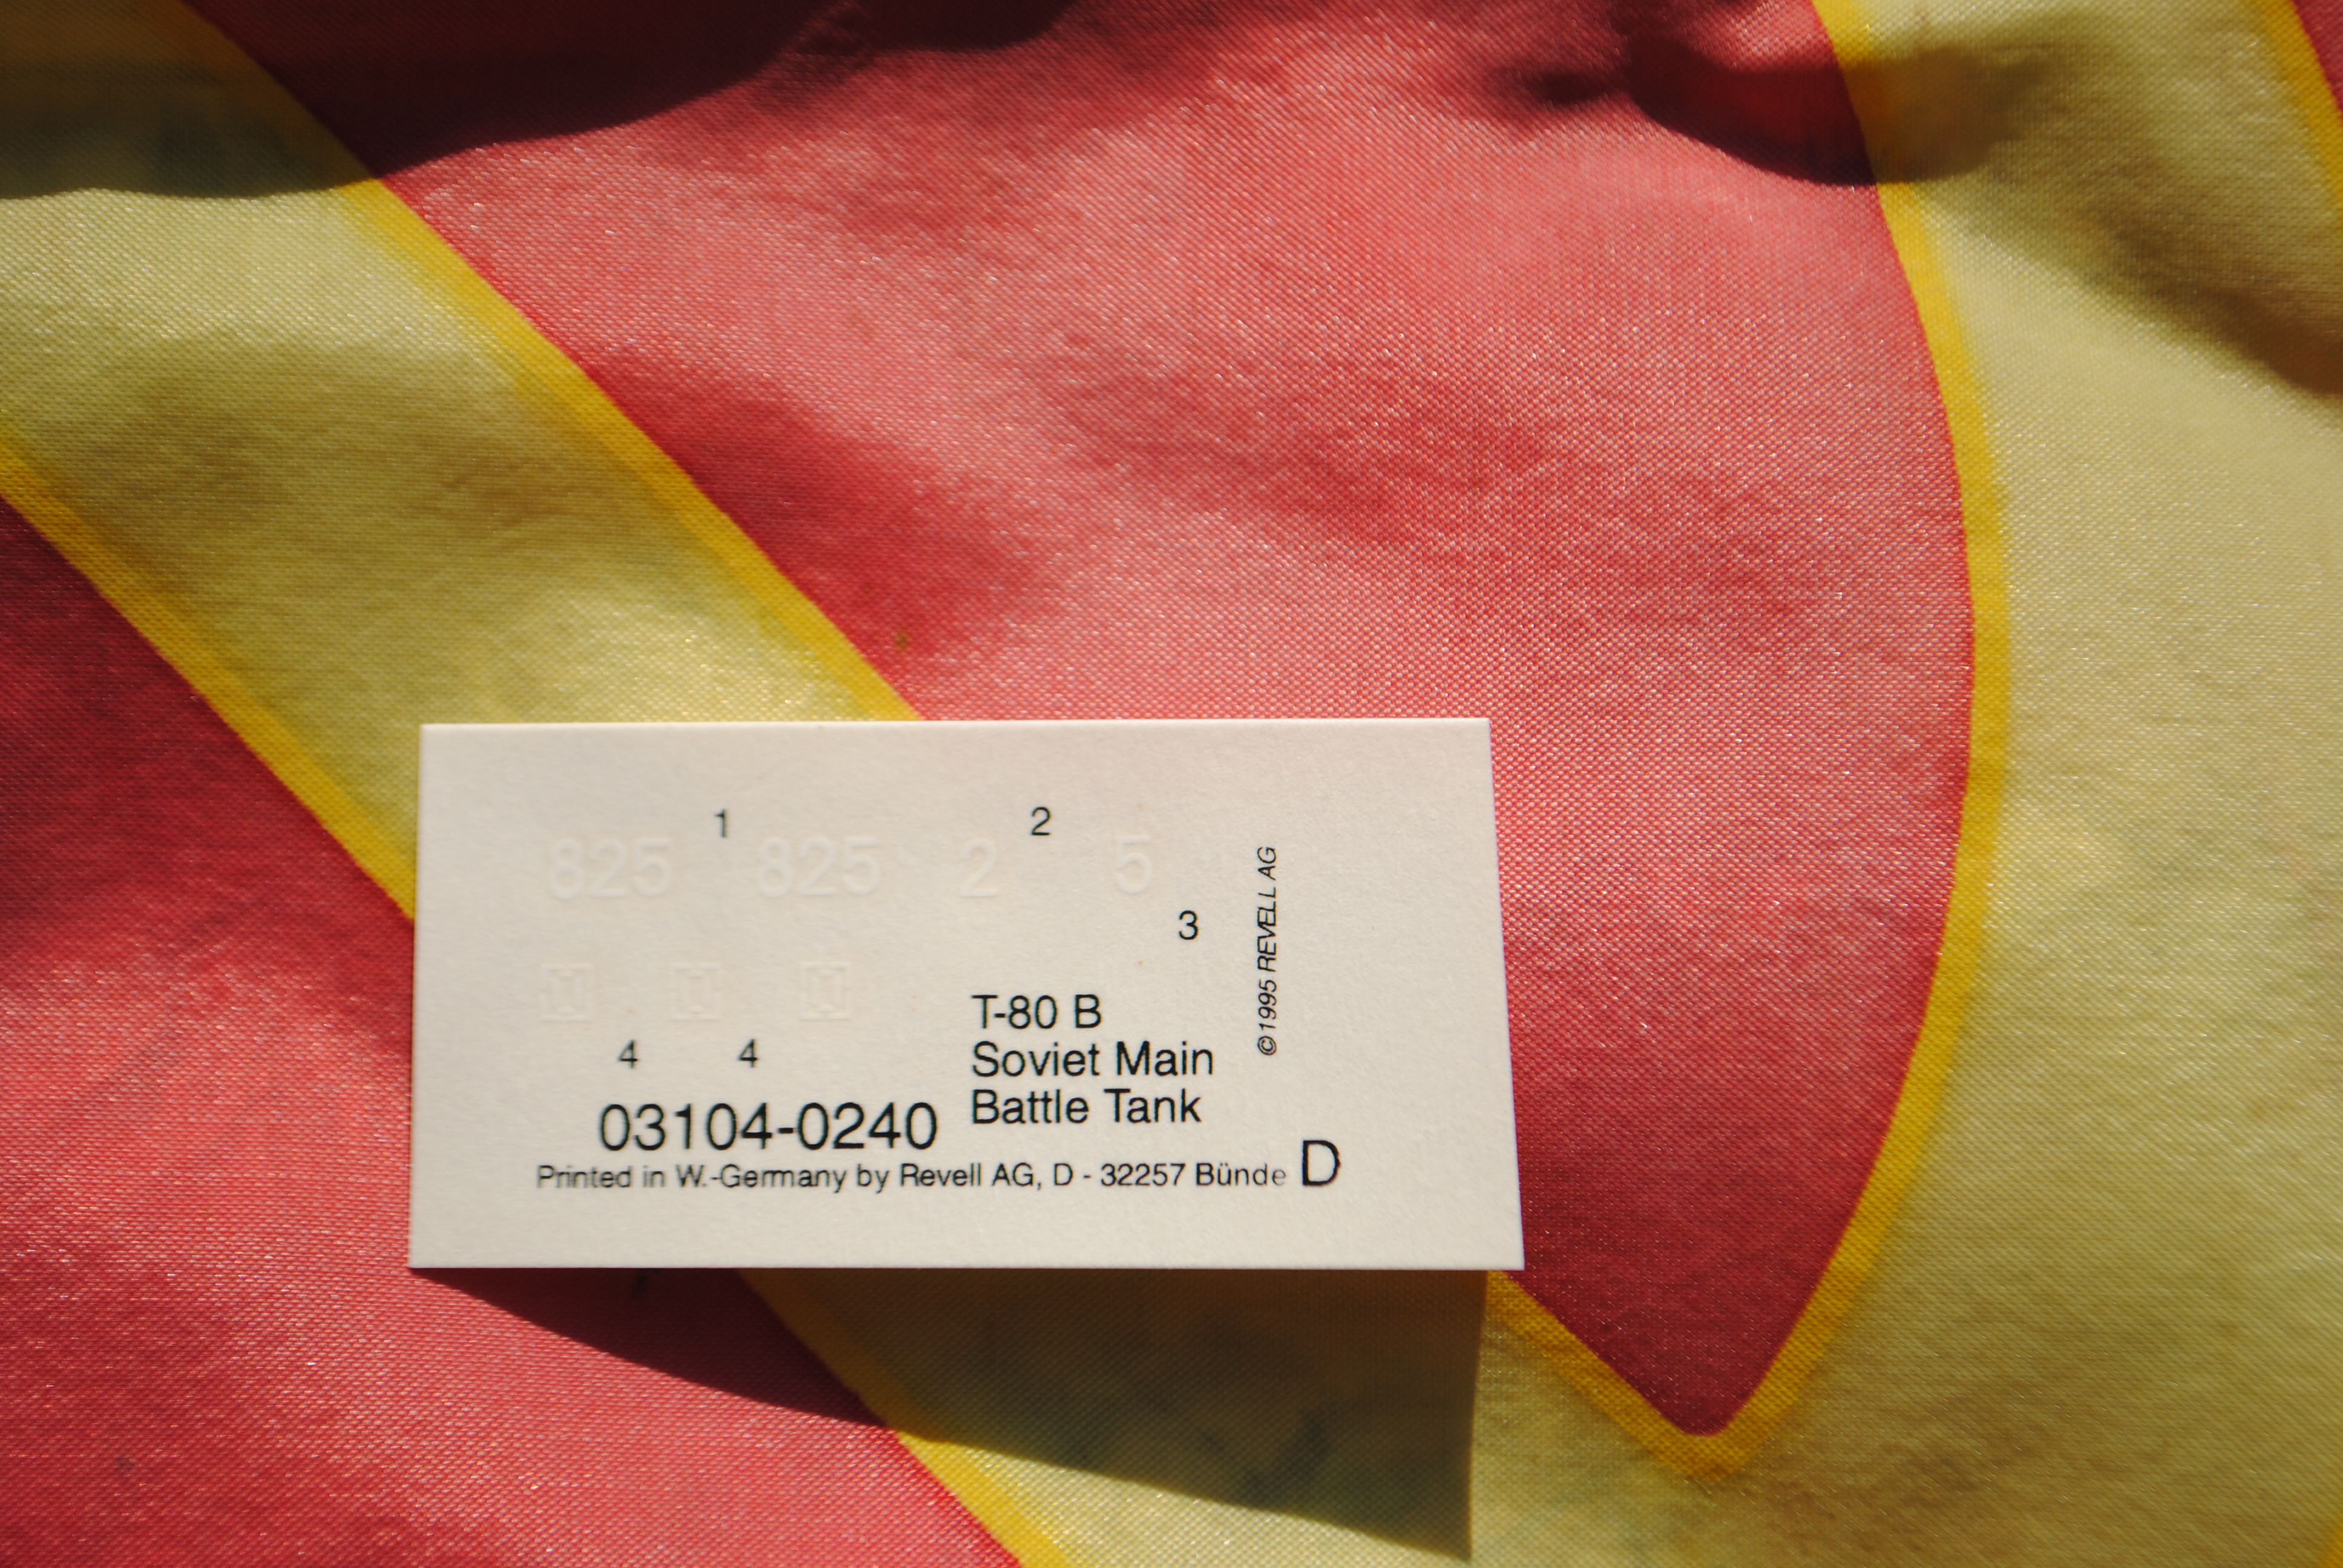 1 2
825 825 2 5
3
4 4
T-80 B
Soviet Main
Battle Tank
03104-0240
Printed in W.-Germany by Revell AG, D - 32257 Bünde D
©1995 REVELL AG